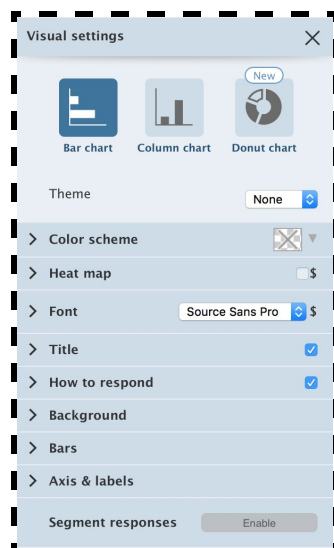 Visual settings
New
Bar chart Column chart Donut chart
Theme None
Color scheme
Heat map $
Font Source Sans Pro $
Title
How to respond
Background
Bars
Axis & labels
Segment responses Enable